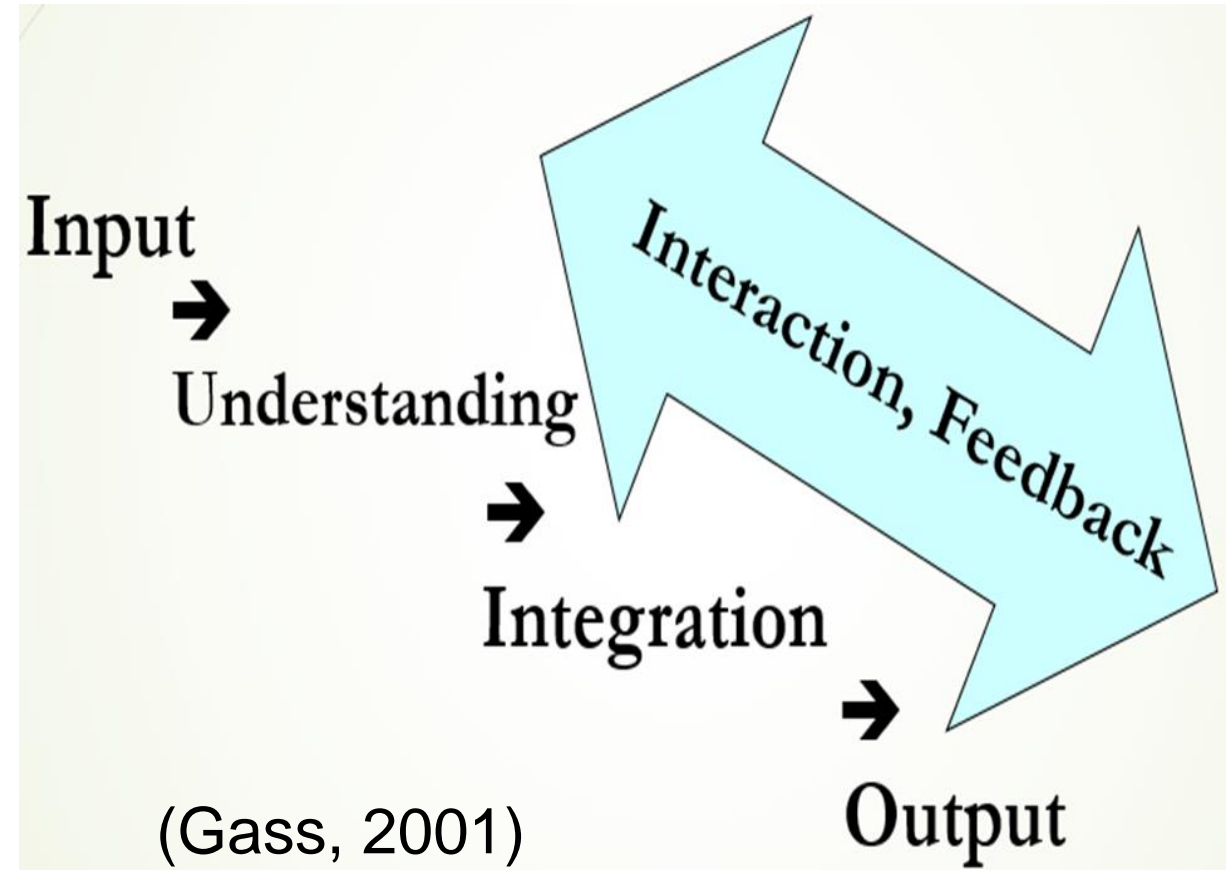 Input
➔
Understanding
➔
Integration
➔
Output
Interaction, Feedback
(Gass, 2001)